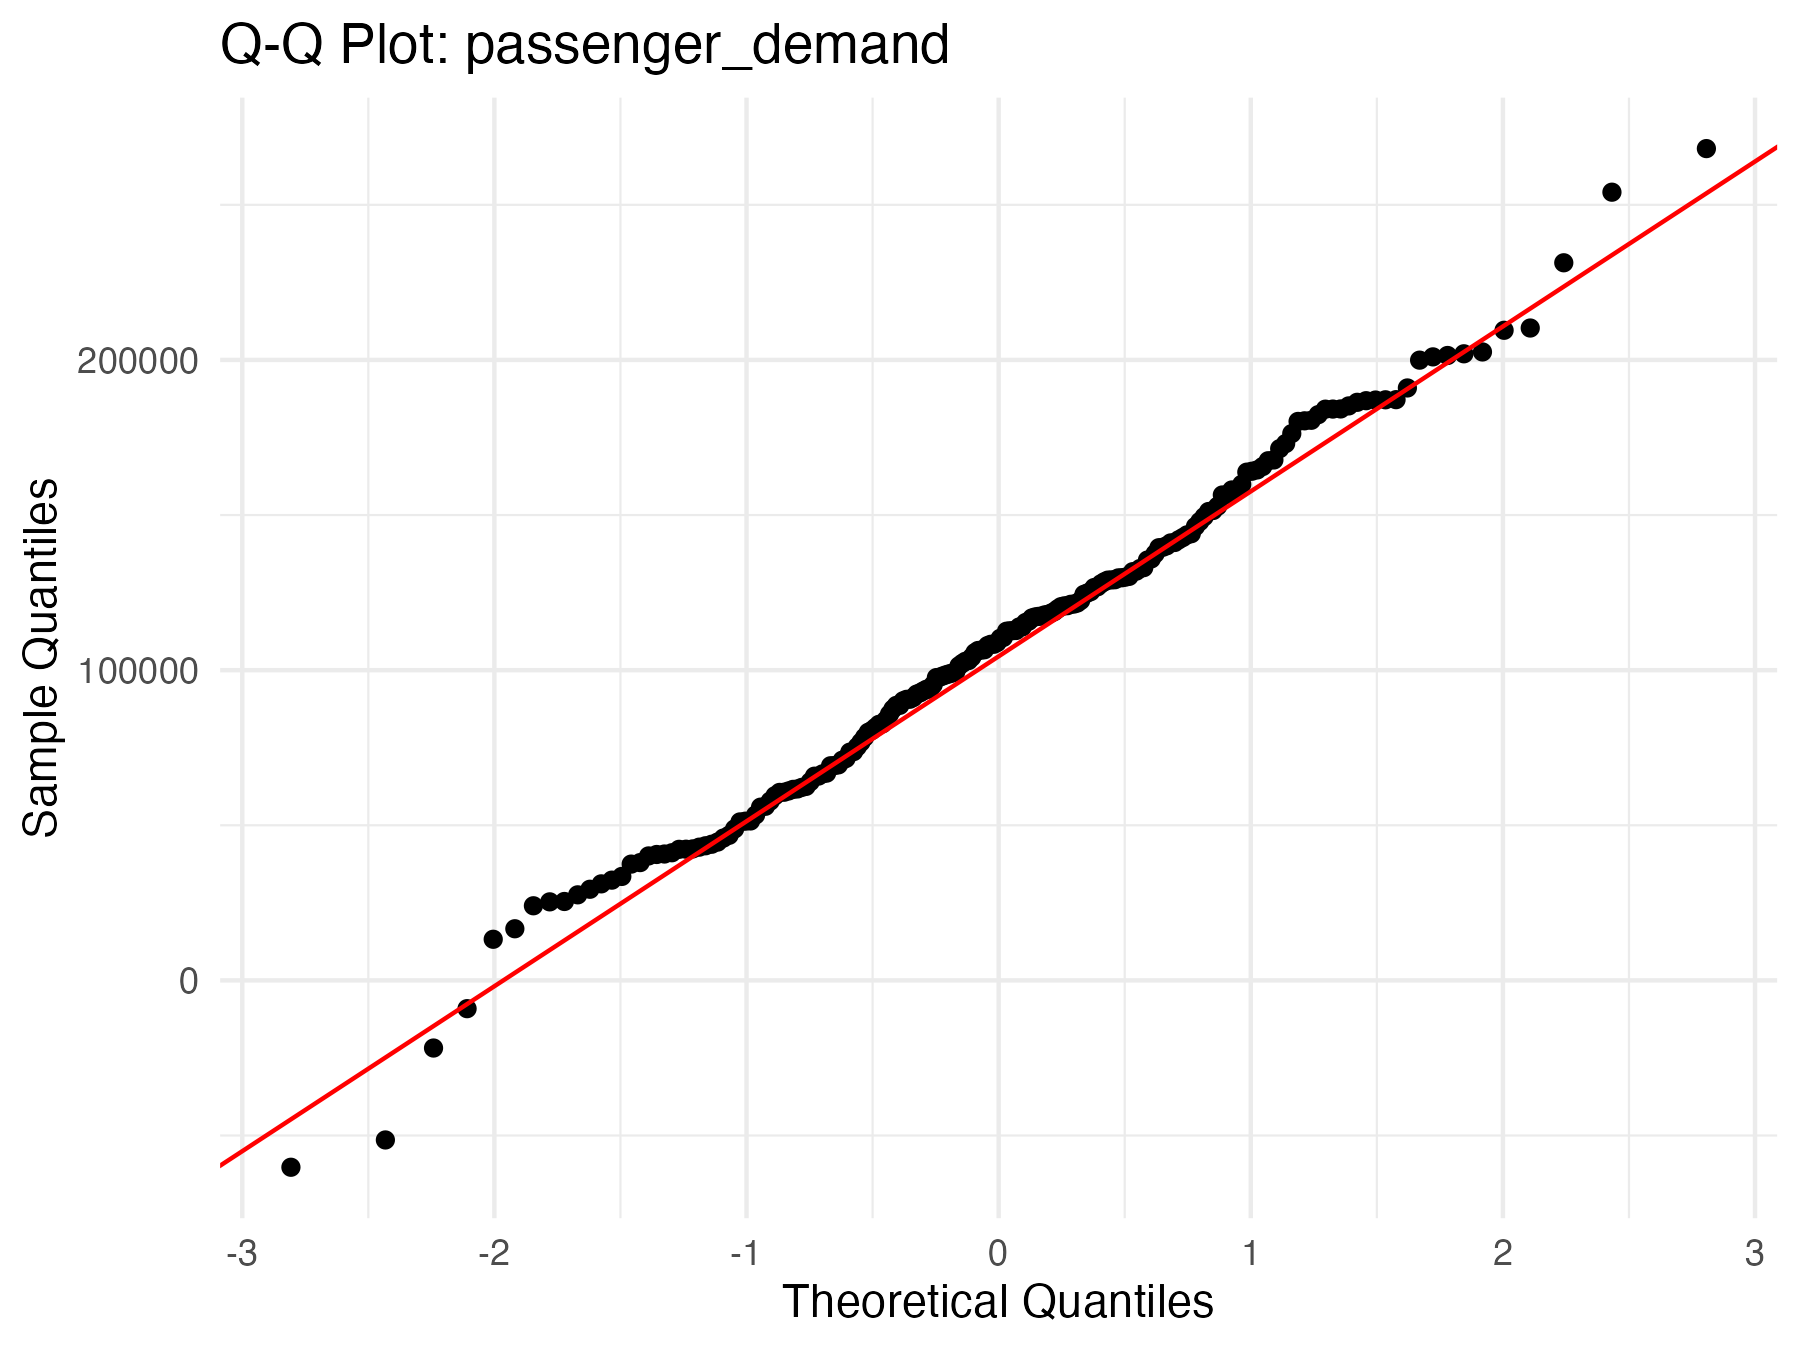 Q-Q Plot: passenger_demand
Sample Quantiles
200000
100000
0
-3 -2 -1 0 1 2 3
Theoretical Quantiles